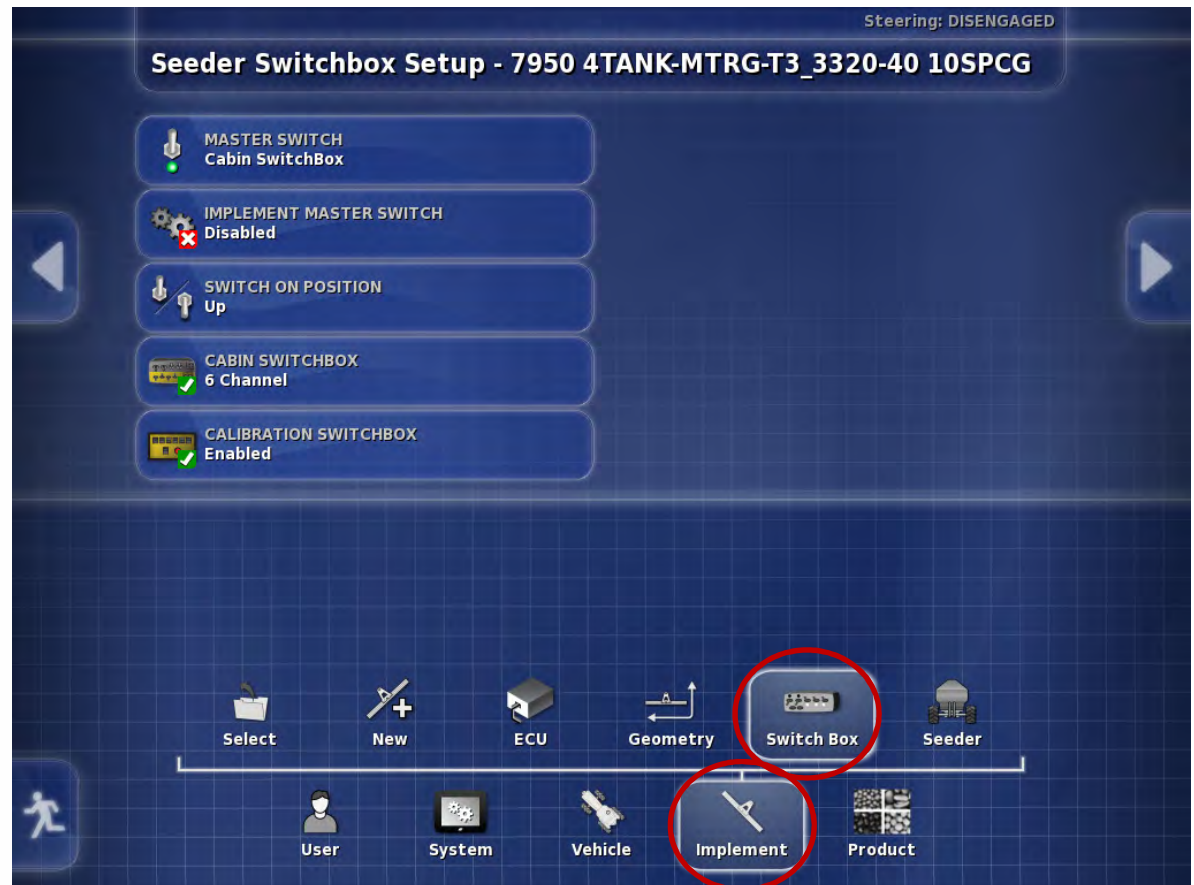 Steering: DISENGAGED
Seeder Switchbox Setup - 7950 4TANK-MTRG-T3_3320-40 10SPCG
MASTER SWITCH
Cabin SwitchBox
IMPLEMENT MASTER SWITCH
Disabled
SWITCH ON POSITION
Up
CABIN SWITCHBOX
6 Channel
CALIBRATION SWITCHBOX
Enabled
Select New ECU Geometry Switch Box Seeder
User System Vehicle Implement Product